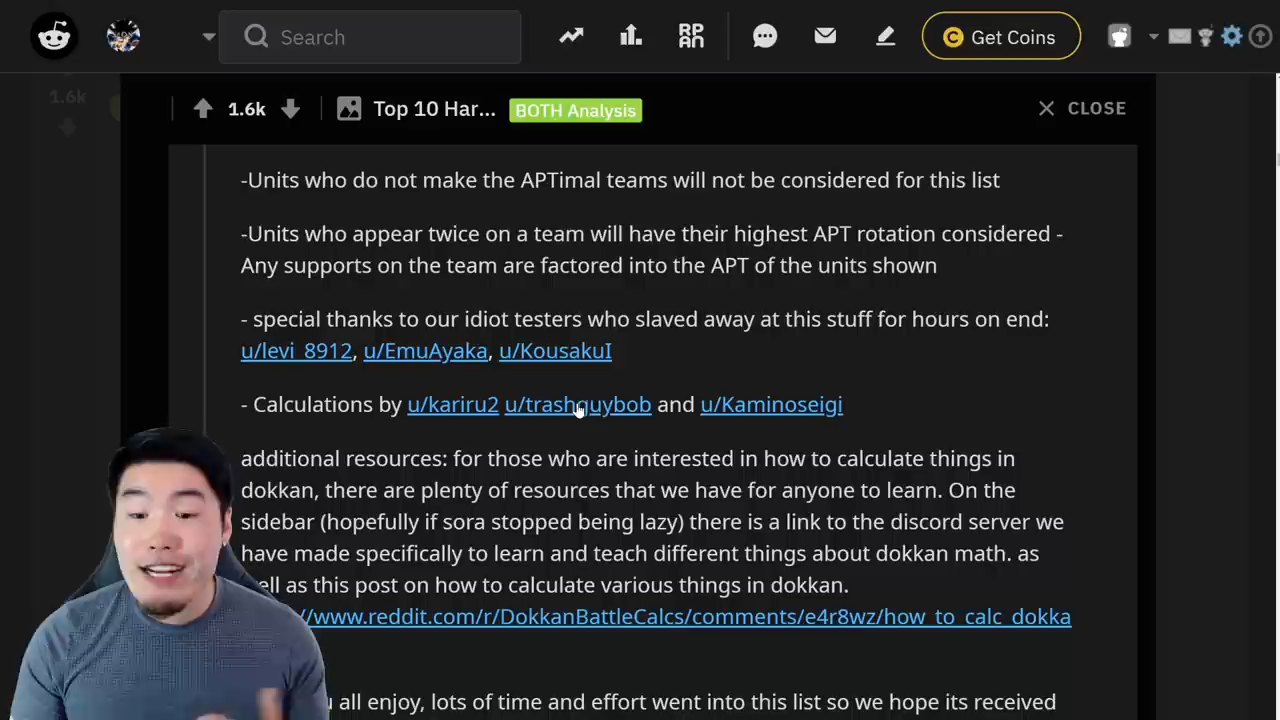 Search
RPAN
Get Coins
1.6k
1.6k
Top 10 Har...
BOTH Analysis
CLOSE
-Units who do not make the APTimal teams will not be considered for this list
-Units who appear twice on a team will have their highest APT rotation considered -
Any supports on the team are factored into the APT of the units shown
- special thanks to our idiot testers who slaved away at this stuff for hours on end:
u/levi_8912, u/EmuAyaka, u/KousakuI
- Calculations by u/kariru2 u/trashguybob and u/Kaminoseigi
additional resources: for those who are interested in how to calculate things in
dokkan, there are plenty of resources that we have for anyone to learn. On the
sidebar (hopefully if sora stopped being lazy) there is a link to the discord server we
have made specifically to learn and teach different things about dokkan math. as
ell as this post on how to calculate various things in dokkan.
//www.reddit.com/r/DokkanBattleCalcs/comments/e4r8wz/how_to_calc_dokka
all enjoy, lots of time and effort went into this list so we hope its received